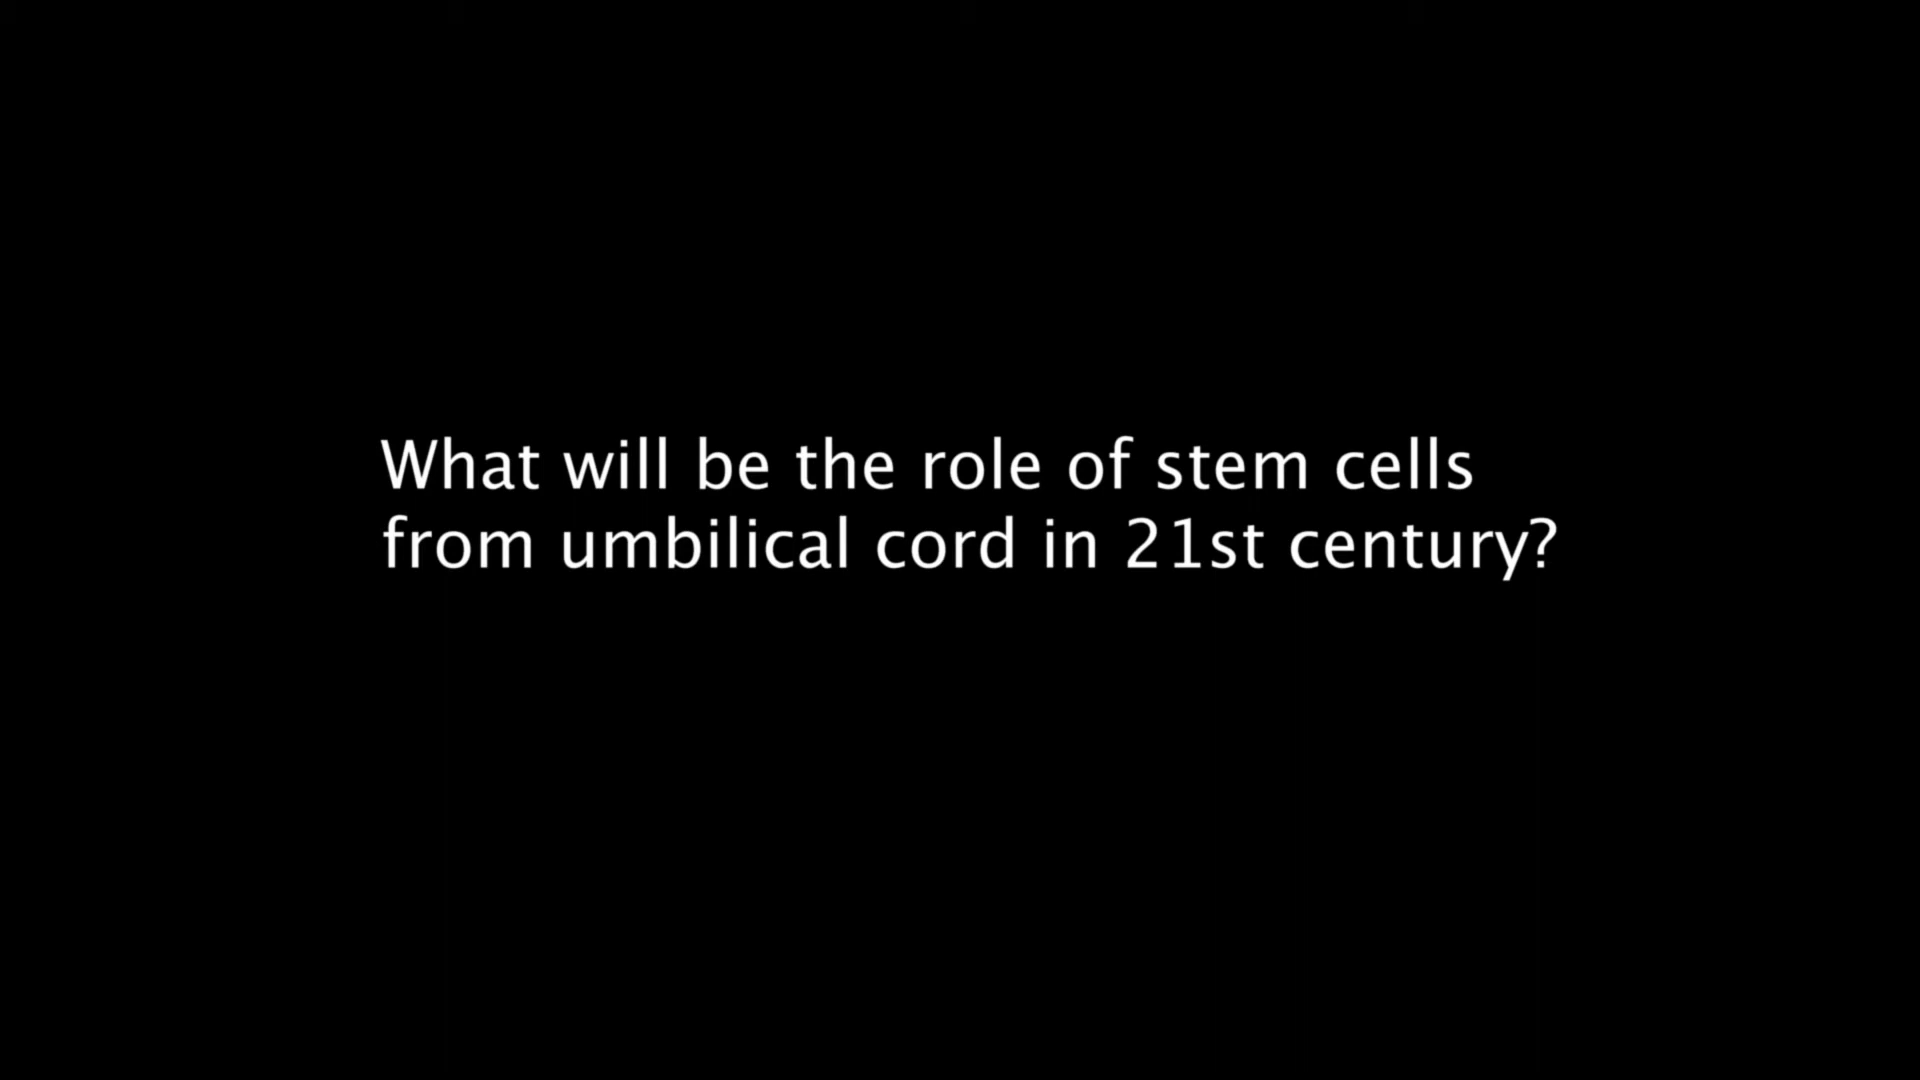 What will be the role of stem cells
from umbilical cord in 21st century?